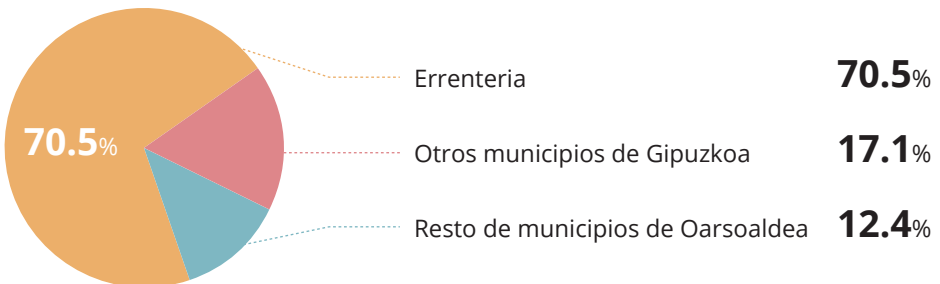 70.5%
Errenteria 70.5%
Otros municipios de Gipuzkoa 17.1%
Resto de municipios de Oarsoaldea 12.4%